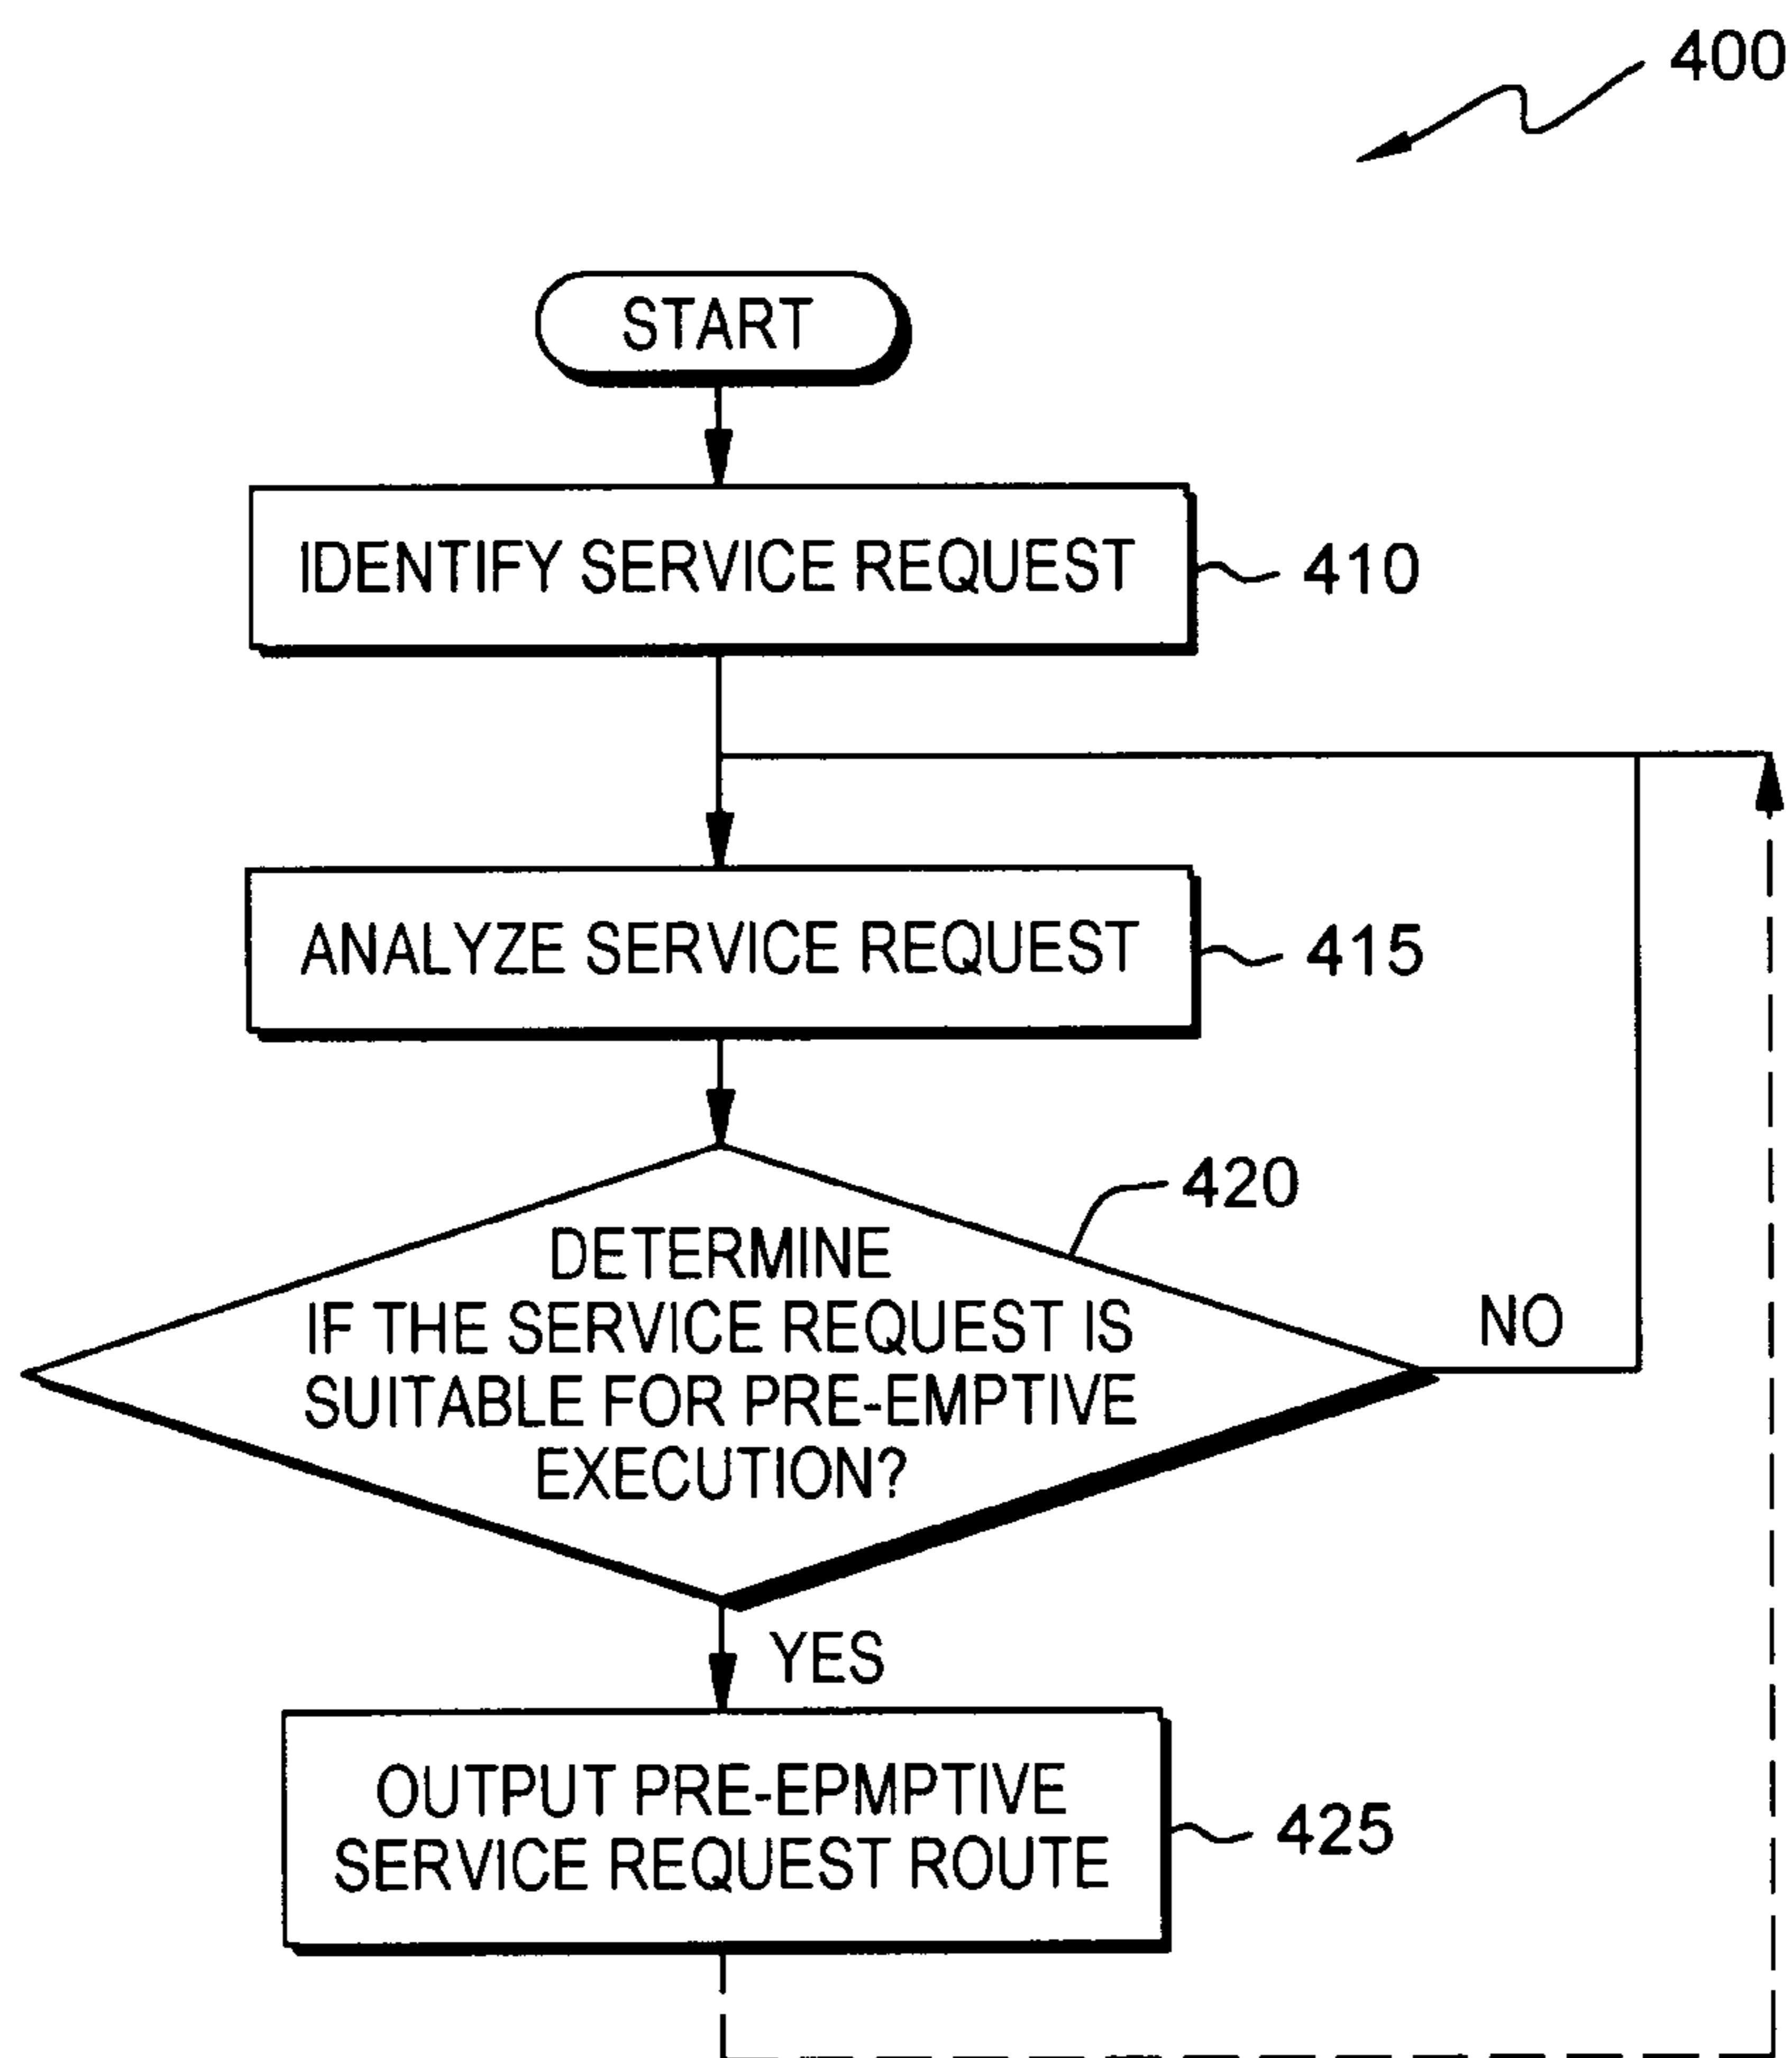 400
START
IDENTIFY SERVICE REQUEST
410
ANALYZE SERVICE REQUEST
415
420
DETERMINE
IF THE SERVICE REQUEST IS
SUITABLE FOR PRE-EMPTIVE
EXECUTION?
NO
YES
OUTPUT PRE-EPMPTIVE
SERVICE REQUEST ROUTE
425